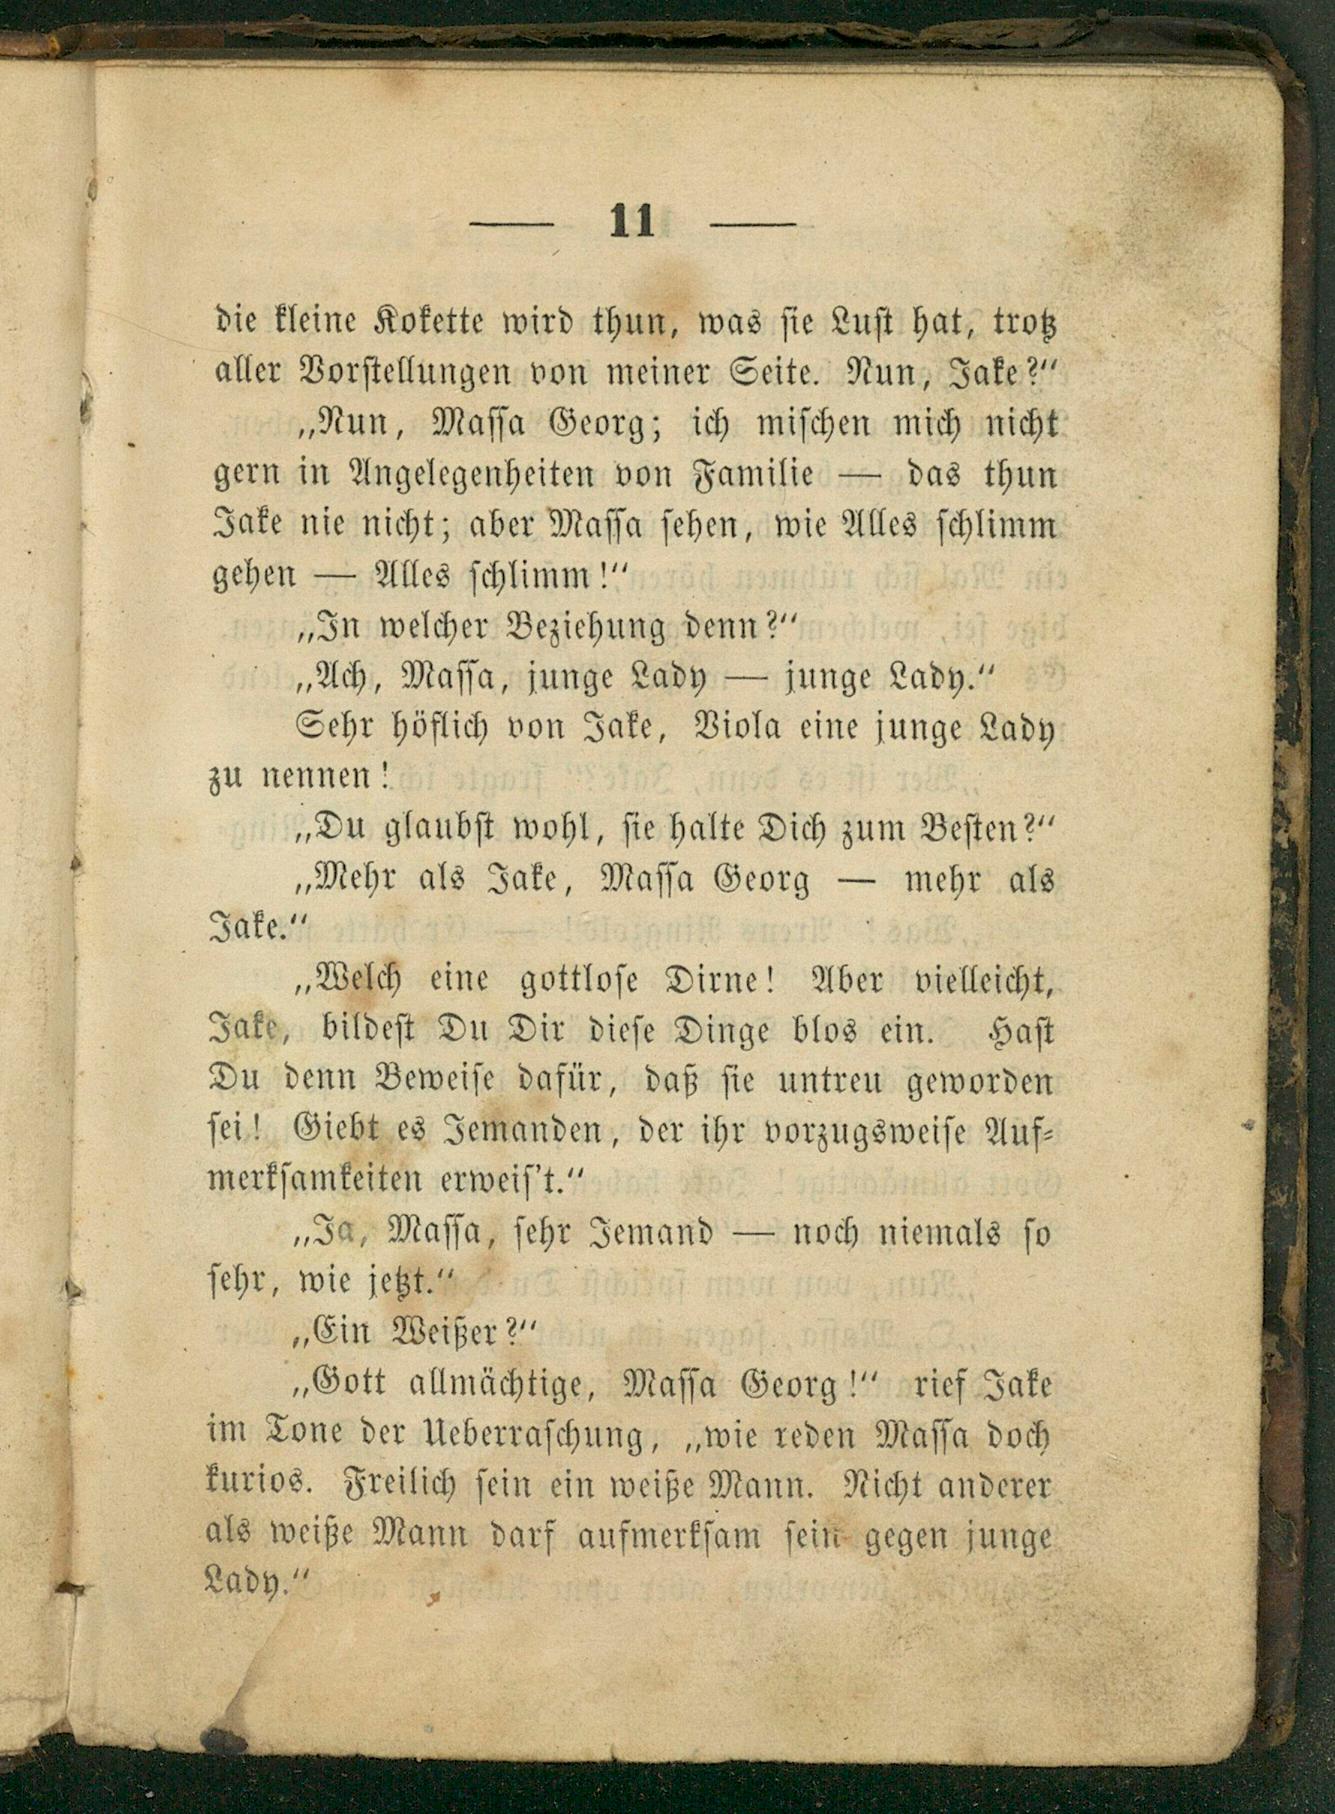 — 11 —
die kleine Kokette wird thun, was sie Lust hat, trotz
aller Vorstellungen von meiner Seite. Nun, Jake?“
„Nun, Massa Georg; ich mischen mich nicht
gern in Angelegenheiten von Familie — das thun
Jake nie nicht; aber Massa sehen, wie Alles schlimm
gehen — Alles schlimm!“
„In welcher Beziehung denn?“
„Ach, Massa, junge Lady — junge Lady.“
Sehr höflich von Jake, Viola eine junge Lady
zu nennen!
„Du glaubst wohl, sie halte Dich zum Besten?“
„Mehr als Jake, Massa Georg — mehr als
Jake.“
„Welch eine gottlose Dirne! Aber vielleicht,
Jake, bildest Du Dir diese Dinge blos ein. Hast
Du denn Beweise dafür, daß sie untreu geworden
sei! Giebt es Jemanden, der ihr vorzugsweise Auf-
merksamkeiten erweis't.“
„Ja, Massa, sehr Jemand — noch niemals so
sehr, wie jetzt.“
„Ein Weißer?“
„Gott allmächtige, Massa Georg!“ rief Jake
im Tone der Ueberraschung, „wie reden Massa doch
kurios. Freilich sein ein weiße Mann. Nicht anderer
als weiße Mann darf aufmerksam sein gegen junge
Lady.“